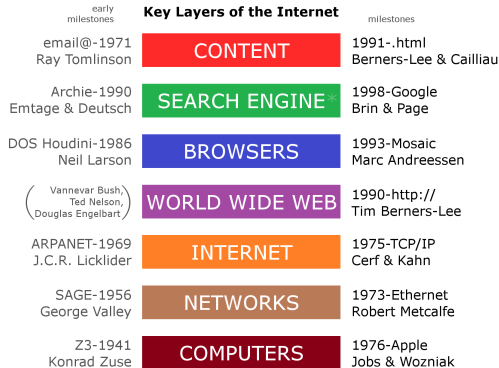 early
milestones
Key Layers of the Internet
milestones
email@-1971
Ray Tomlinson
CONTENT
1991-.html
Berners-Lee & Cailliau
Archie-1990
Emtage & Deutsch
SEARCH ENGINE*
1998-Google
Brin & Page
DOS Houdini-1986
Neil Larson
BROWSERS
1993-Mosaic
Marc Andreessen
(Vannevar Bush,
Ted Nelson,
Douglas Engelbart)
WORLD WIDE WEB
1990-http://
Tim Berners-Lee
ARPANET-1969
J.C.R. Licklider
INTERNET
1975-TCP/IP
Cerf & Kahn
SAGE-1956
George Valley
NETWORKS
1973-Ethernet
Robert Metcalfe
Z3-1941
Konrad Zuse
COMPUTERS
1976-Apple
Jobs & Wozniak